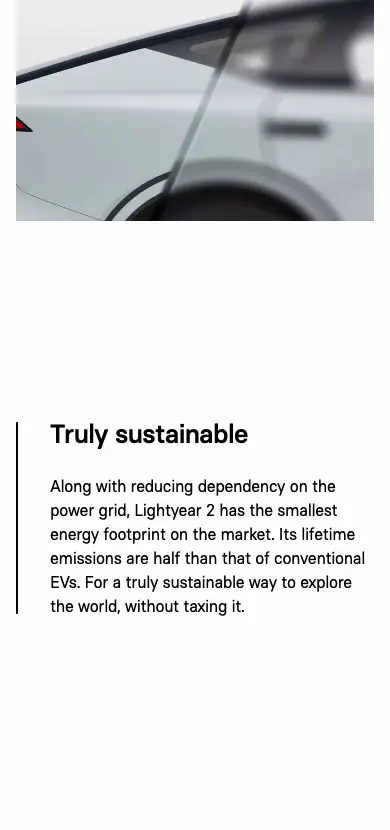 Truly sustainable
Along with reducing dependency on the
power grid, Lightyear 2 has the smallest
energy footprint on the market. Its lifetime
emissions are half than that of conventional
EVs. For a truly sustainable way to explore
the world, without taxing it.